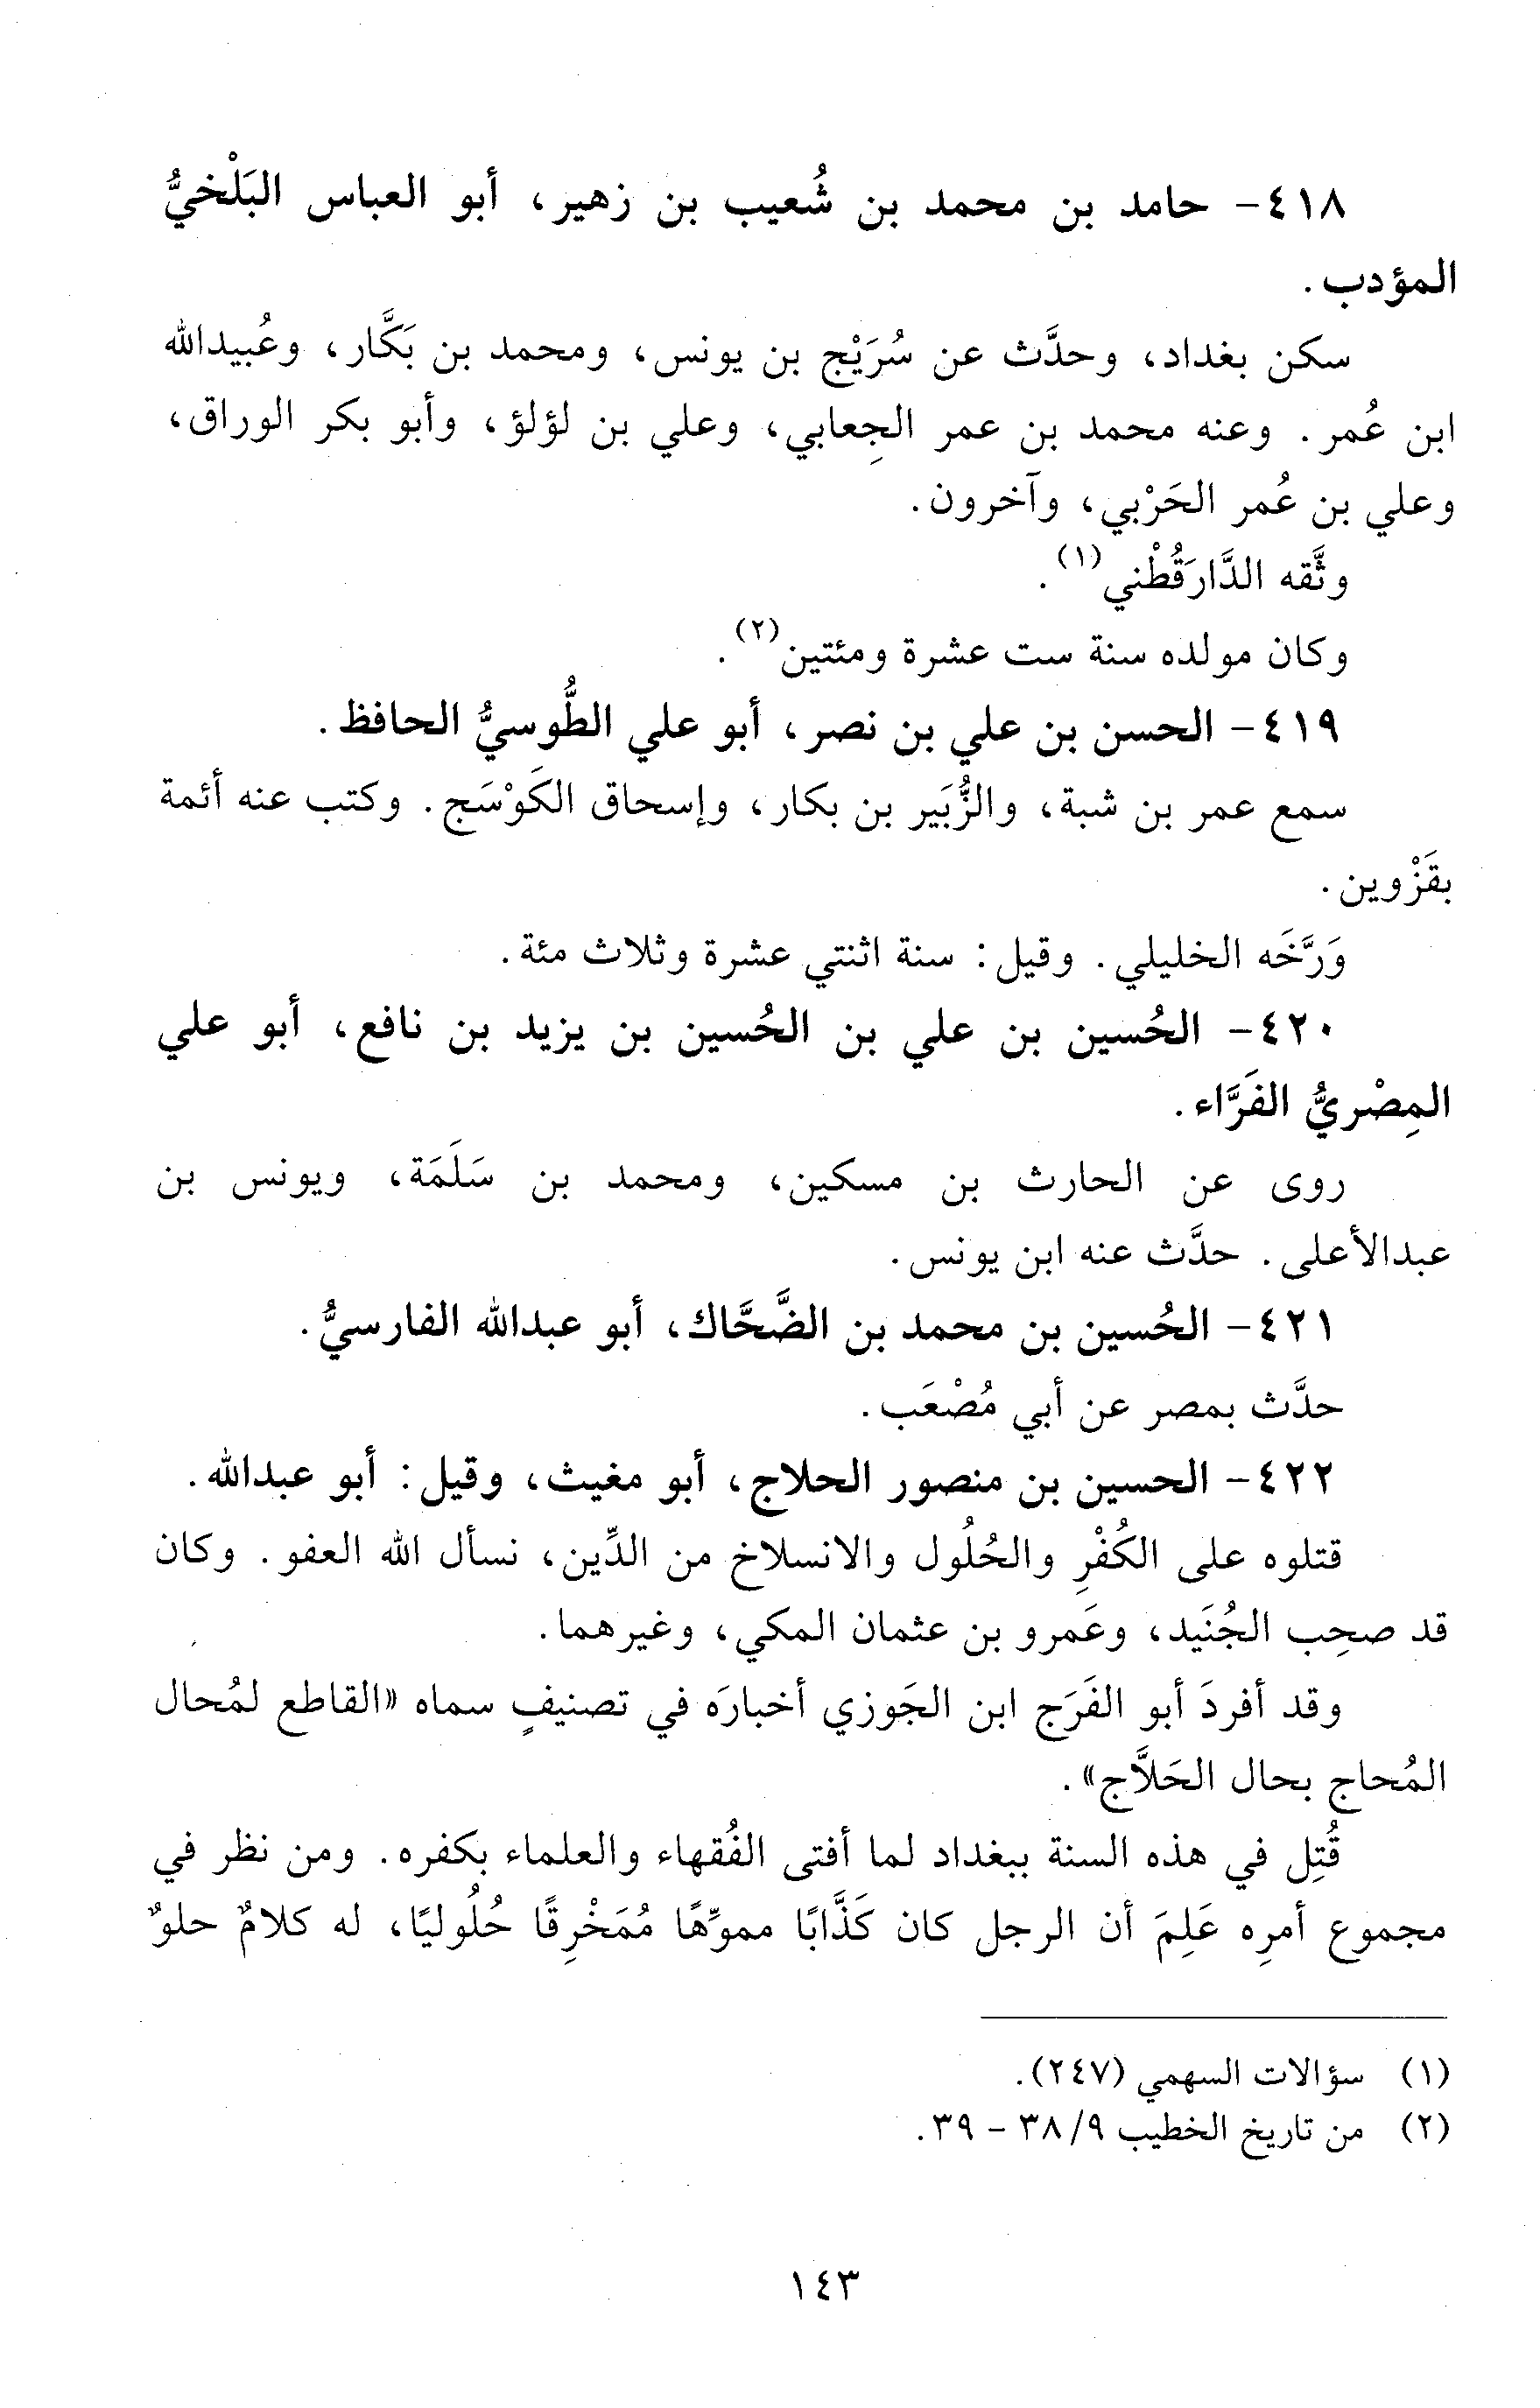 ٤١٨- حامد بن محمد بن شُعيب بن زهير، أبو العباس البَلْخيُّ
المؤدب.
سكن بغداد، وحدَّث عن سُرَيْج بن يونس، ومحمد بن بَكَّار، وعُبيدالله
ابن عُمر. وعنه محمد بن عمر الجِعابي، وعلي بن لؤلؤ، وأبو بكر الوراق،
وعلي بن عُمر الحَرْبي، وآخرون.
وثَّقه الدَّارَقُطْني(١).
وكان مولده سنة ست عشرة ومئتين(٢).
٤١٩- الحسن بن علي بن نصر، أبو علي الطُّوسيُّ الحافظ.
سمع عمر بن شبة، والزُّبَير بن بكار، وإسحاق الكَوْسَج. وكتب عنه أئمة
بقَزْوين.
وَرَّخَه الخليلي. وقيل: سنة اثنتي عشرة وثلاث مئة.
٤٢٠- الحُسين بن علي بن الحُسين بن يزيد بن نافع، أبو علي
المِصْريُّ الفَرَّاء.
روى عن الحارث بن مسكين، ومحمد بن سَلَمَة، ويونس بن
عبدالأعلى. حدَّث عنه ابن يونس.
٤٢١- الحُسين بن محمد بن الضَّحَّاك، أبو عبدالله الفارسيُّ.
حدَّث بمصر عن أبي مُصْعَب.
٤٢٢- الحسين بن منصور الحلاج، أبو مغيث، وقيل: أبو عبدالله.
قتلوه على الكُفْرِ والحُلُول والانسلاخ من الدِّين، نسأل الله العفو. وكان
قد صحِب الجُنَيد، وعَمرو بن عثمان المكي، وغيرهما.
وقد أفردَ أبو الفَرَج ابن الجَوزي أخبارَه في تصنيفٍ سماه «القاطع لمُحال
المُحاج بحال الحَلاَّج».
قُتِل في هذه السنة ببغداد لما أفتى الفُقهاء والعلماء بكفره. ومن نظر في
مجموع أمرِه عَلِمَ أن الرجل كان كَذَّابًا مموِّهًا مُمَخْرِقًا حُلُوليًا، له كلامٌ حلوٌ
(١) سؤالات السهمي (٢٤٧).
(٢) من تاريخ الخطيب ٣٨/٩ - ٣٩.
١٤٣